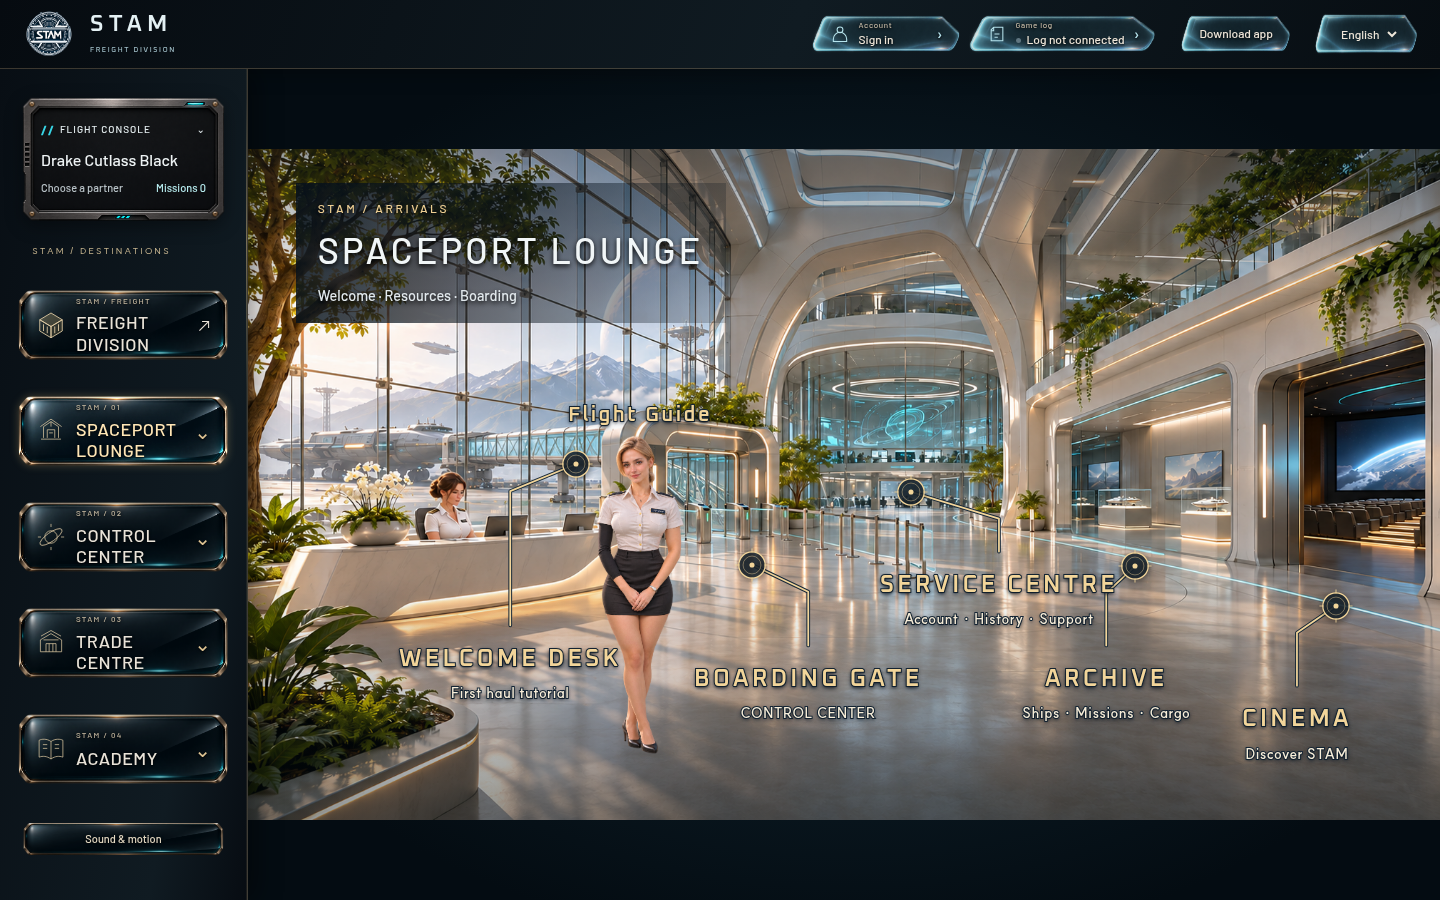 STAM
STAM
FREIGHT DIVISION
Account
Sign in
Game log
Log not connected
Download app
English
// FLIGHT CONSOLE
Drake Cutlass Black
Choose a partner
Missions 0
STAM / DESTINATIONS
STAM / FREIGHT
FREIGHT
DIVISION
STAM / 01
SPACEPORT
LOUNGE
STAM / 02
CONTROL
CENTER
STAM / 03
TRADE
CENTRE
STAM / 04
ACADEMY
Sound & motion
STAM / ARRIVALS
SPACEPORT LOUNGE
Welcome · Resources · Boarding
Flight Guide
SERVICE CENTRE
Account · History · Support
WELCOME DESK
First haul tutorial
BOARDING GATE
CONTROL CENTER
ARCHIVE
Ships · Missions · Cargo
CINEMA
Discover STAM